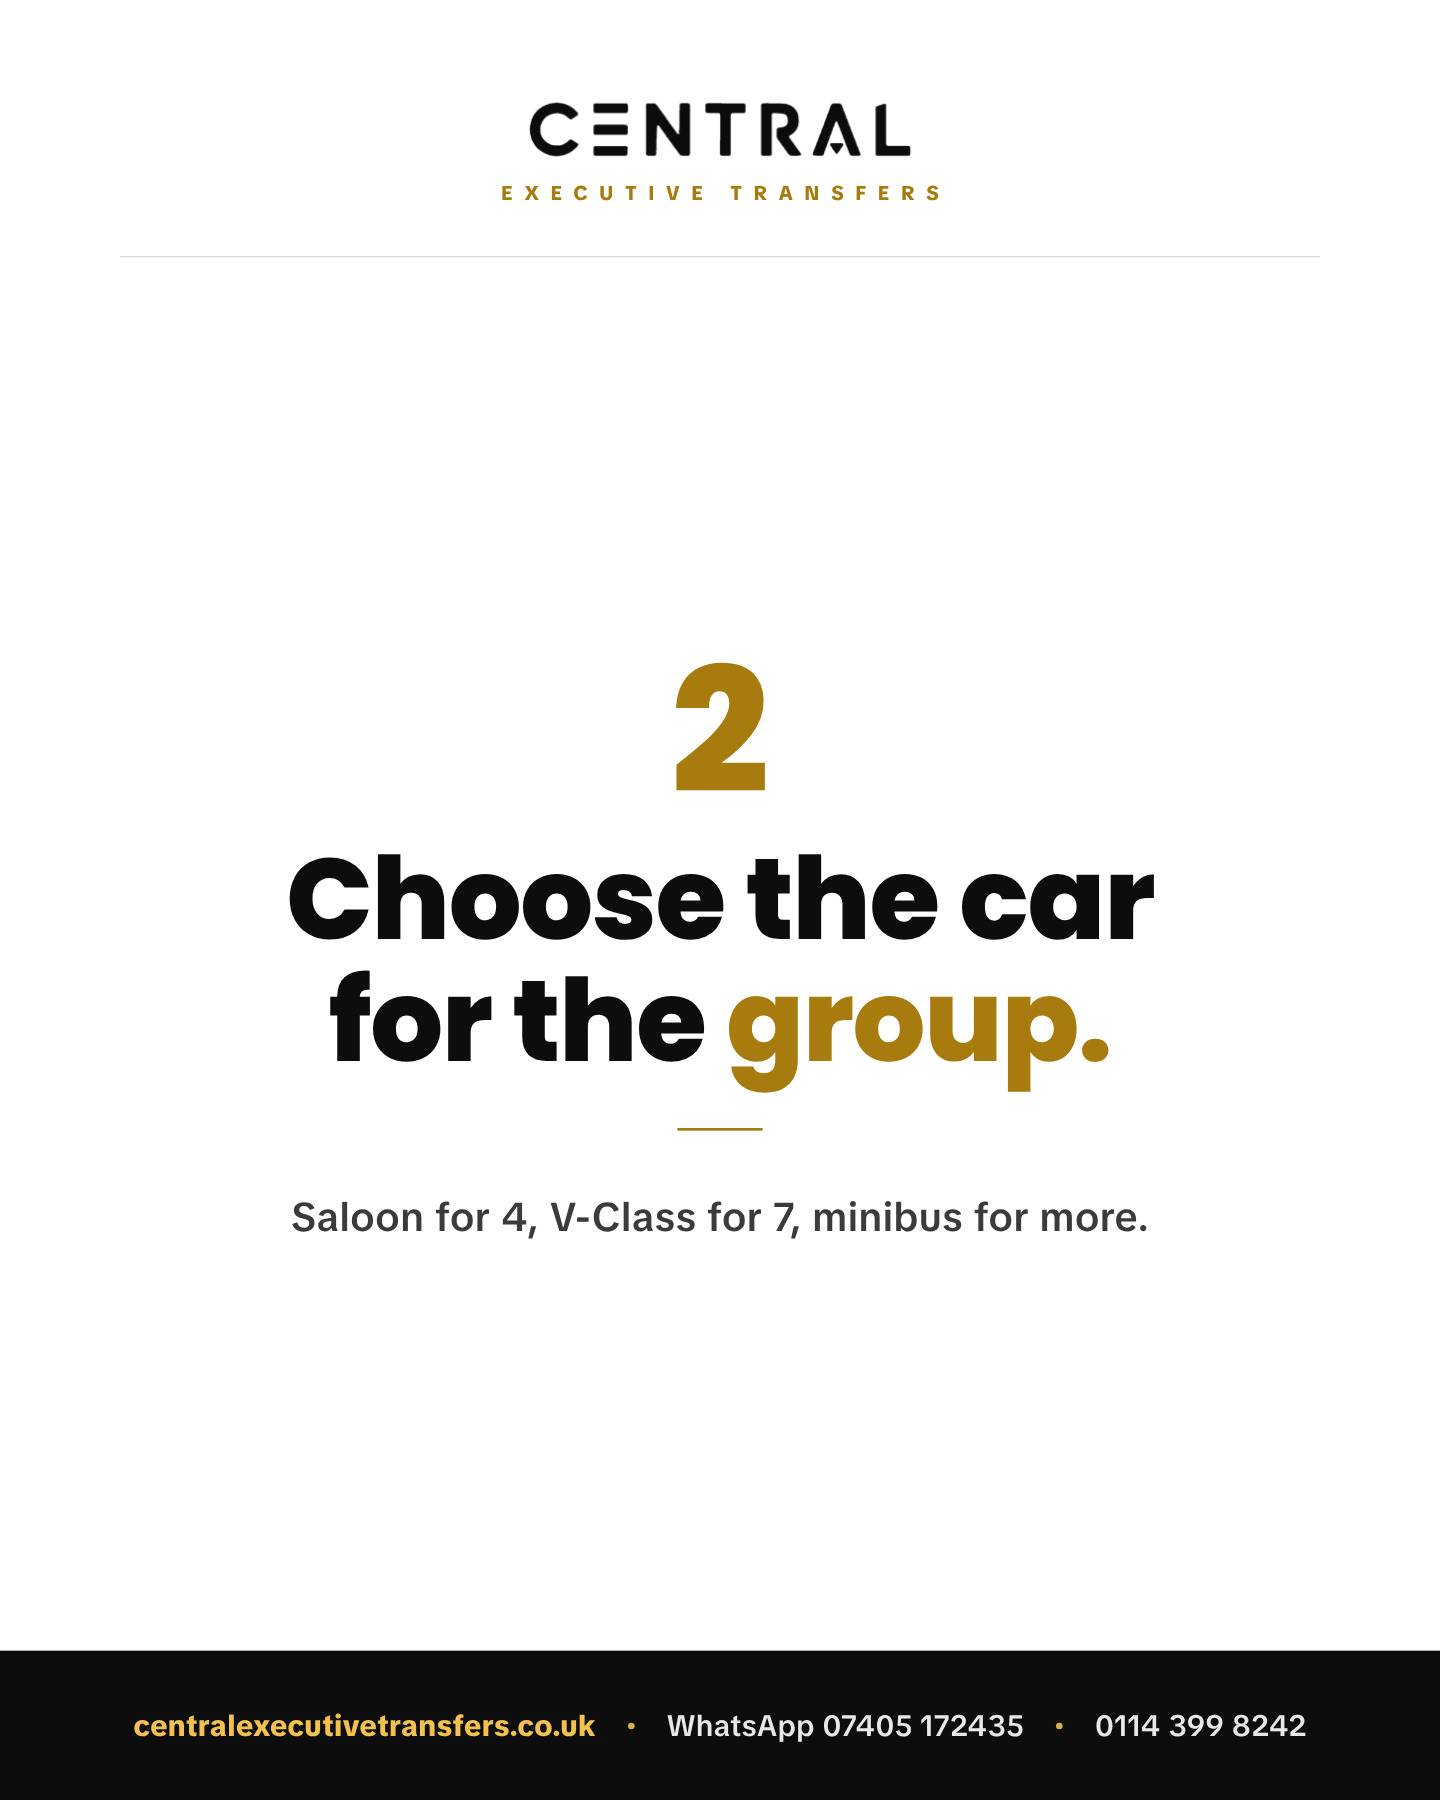 CENTRAL
EXECUTIVE TRANSFERS
2
Choose the car
for the group.
Saloon for 4, V-Class for 7, minibus for more.
centralexecutivetransfers.co.uk • WhatsApp 07405 172435 • 0114 399 8242